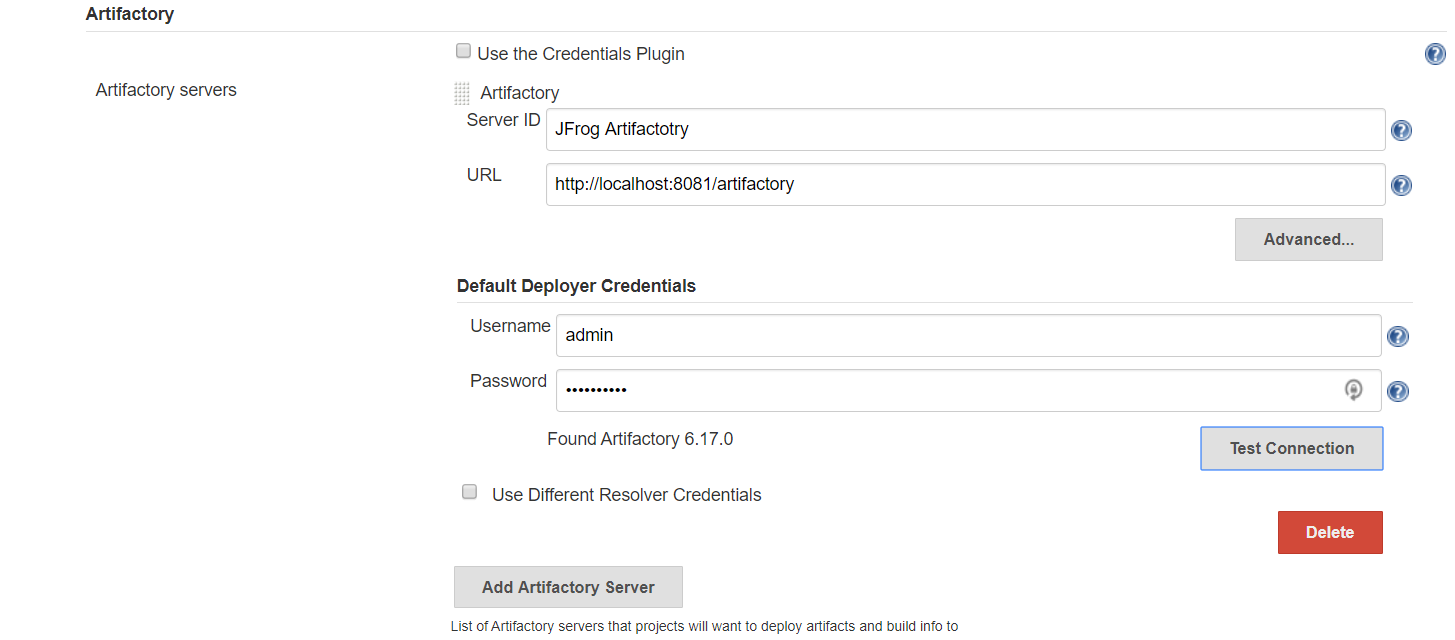 Artifactory
Use the Credentials Plugin
Artifactory servers
Artifactory
Server ID JFrog Artifactotry
URL http://localhost:8081/artifactory
Advanced...
Default Deployer Credentials
Username admin
Password ••••••••••
Found Artifactory 6.17.0 Test Connection
Use Different Resolver Credentials
Delete
Add Artifactory Server
List of Artifactory servers that projects will want to deploy artifacts and build info to